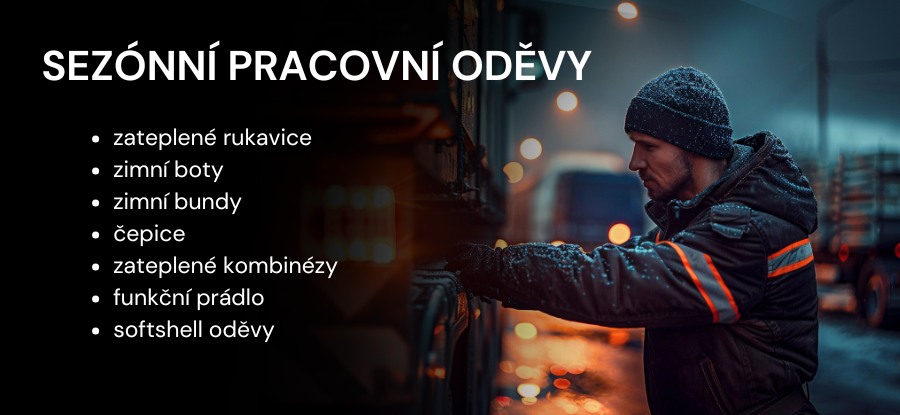 SEZÓNNÍ PRACOVNÍ ODĚVY
• zateplené rukavice
• zimní boty
• zimní bundy
• čepice
• zateplené kombinézy
• funkční prádlo
• softshell oděvy